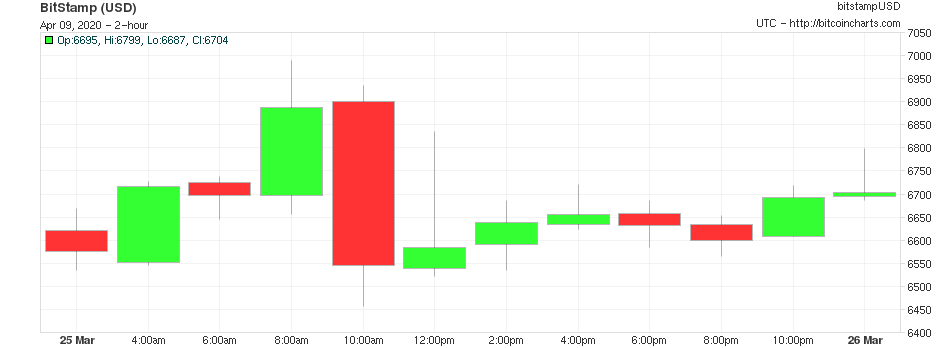 BitStamp (USD)
bitstampUSD
Apr 09, 2020 - 2-hour
UTC - http://bitcoincharts.com
Op:6695, Hi:6799, Lo:6687, Cl:6704
7050
7000
6950
6900
6850
6800
6750
6700
6650
6600
6550
6500
6450
6400
25 Mar 4:00am 6:00am 8:00am 10:00am 12:00pm 2:00pm 4:00pm 6:00pm 8:00pm 10:00pm 26 Mar